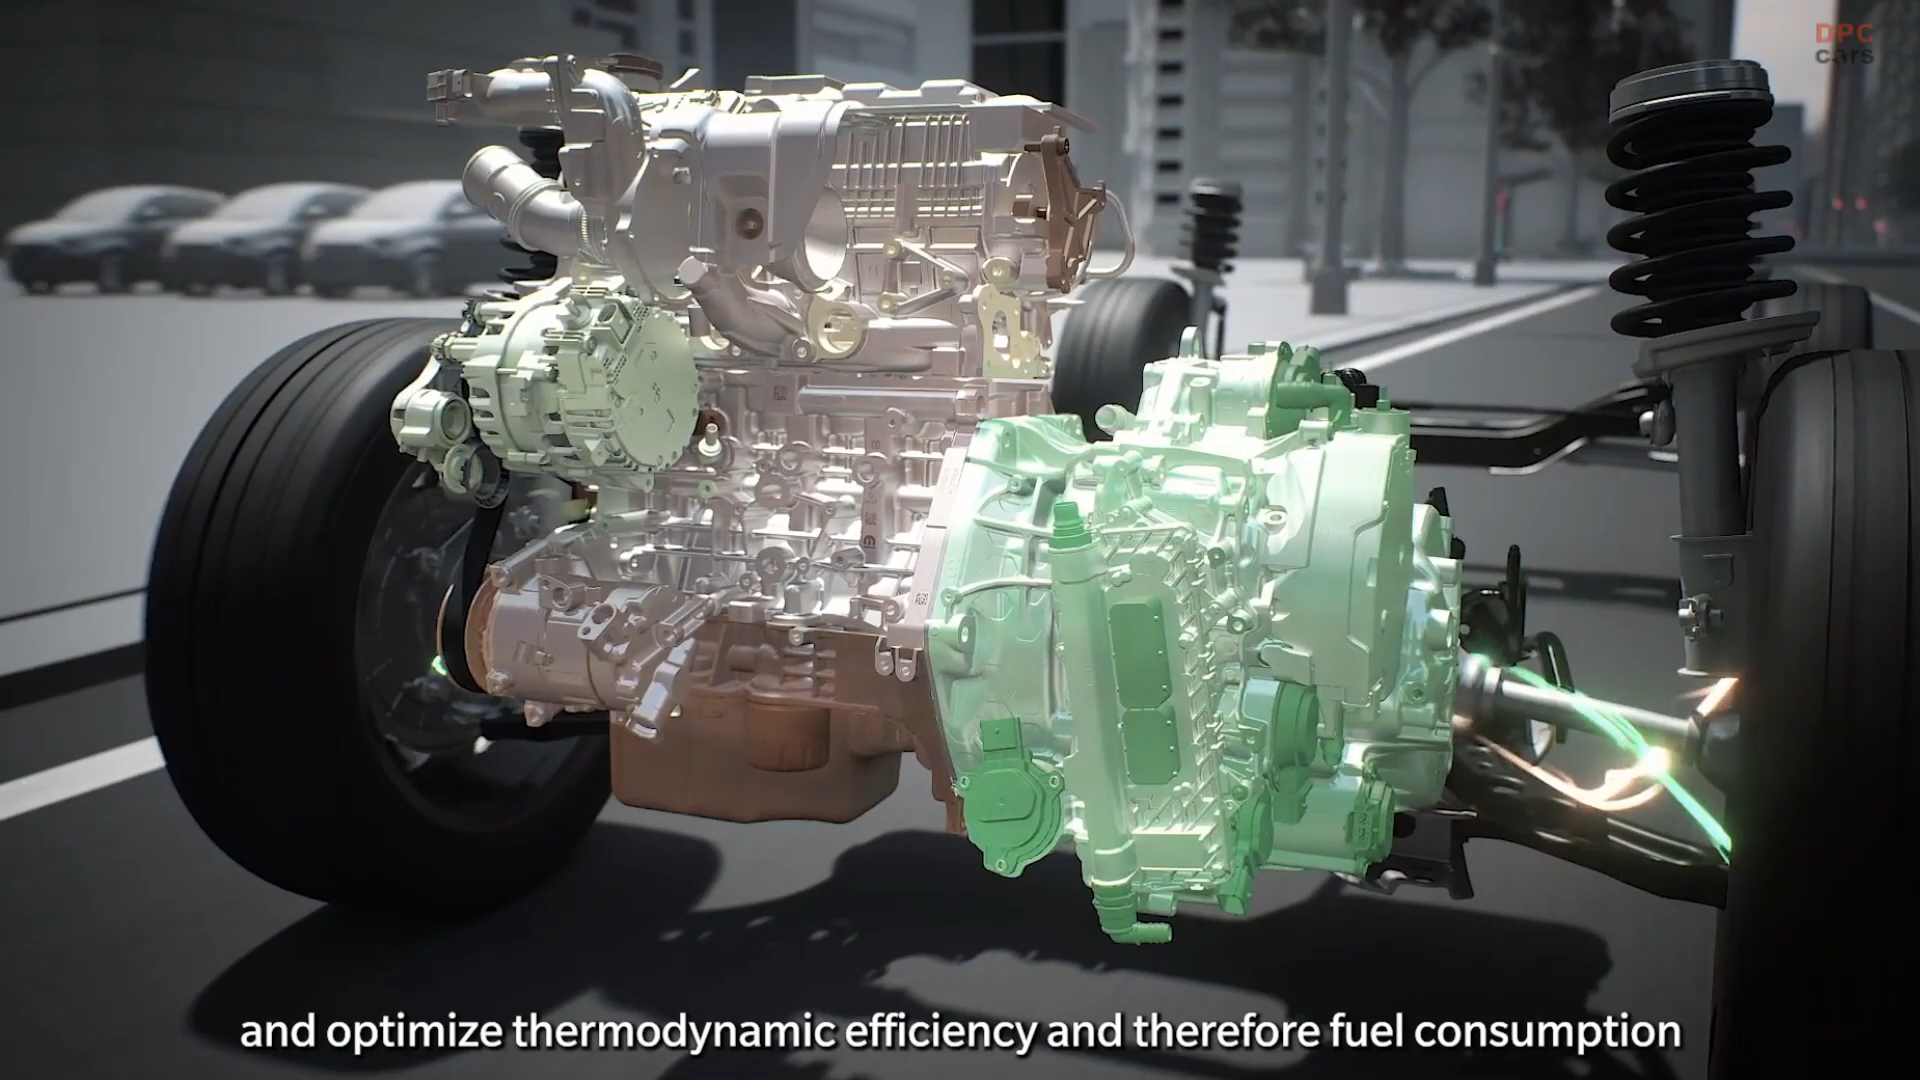 DPC
cars
and optimize thermodynamic efficiency and therefore fuel consumption